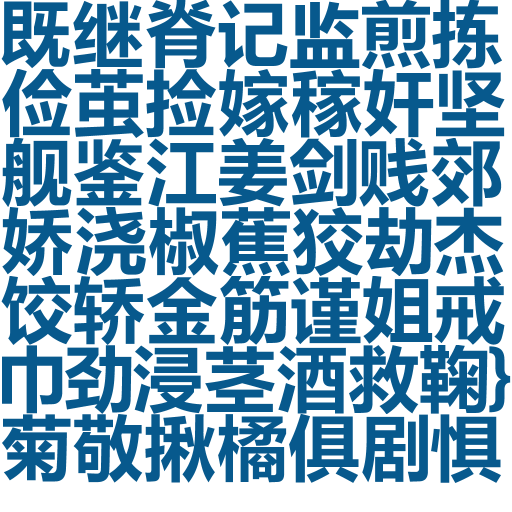 既继脊记监煎拣
俭茧捡嫁稼奸坚
舰鉴江姜剑贱郊
娇浇椒蕉狡劫杰
饺轿金筋谨姐戒
巾劲浸茎酒救鞠}
菊敬揪橘俱剧惧